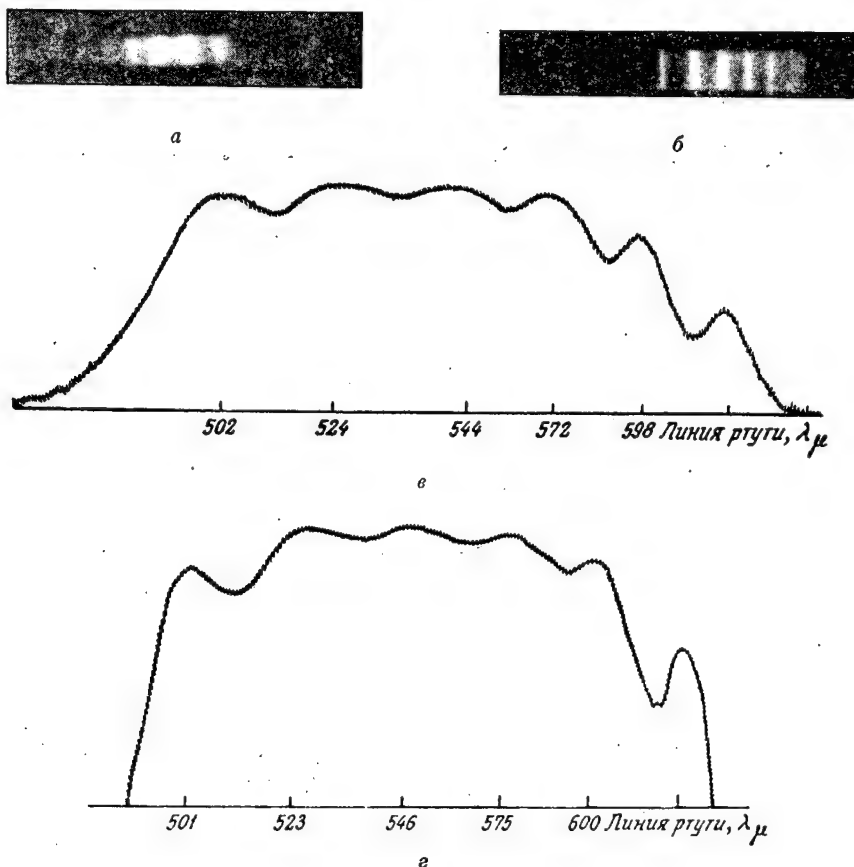 а
б
502 524 544 572 598 Линия ртути, λμ
в
501 523 546 575 600 Линия ртути, λμ
г